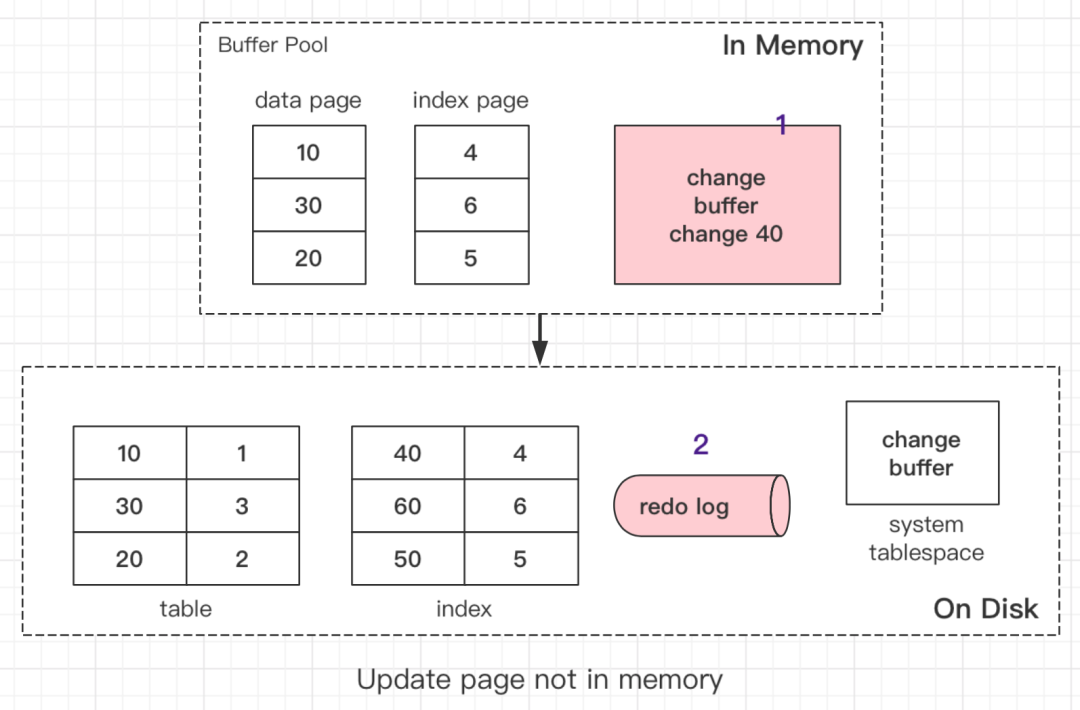 Buffer Pool
In Memory
data page
index page
10
30
20
4
6
5
1
change
buffer
change 40
10 1
30 3
20 2
table
40 4
60 6
50 5
index
2
redo log
change
buffer
system
tablespace
On Disk
Update page not in memory